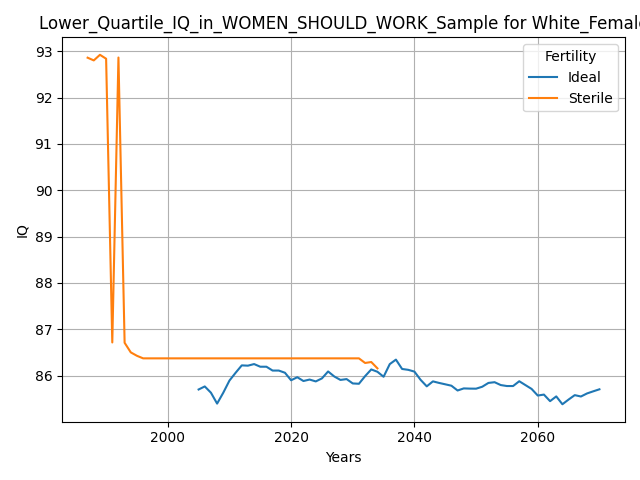 Lower_Quartile_IQ_in_WOMEN_SHOULD_WORK_Sample for White_Female
93
92
91
90
89
88
87
86
IQ
Fertility
Ideal
Sterile
2000
2020
2040
2060
Years